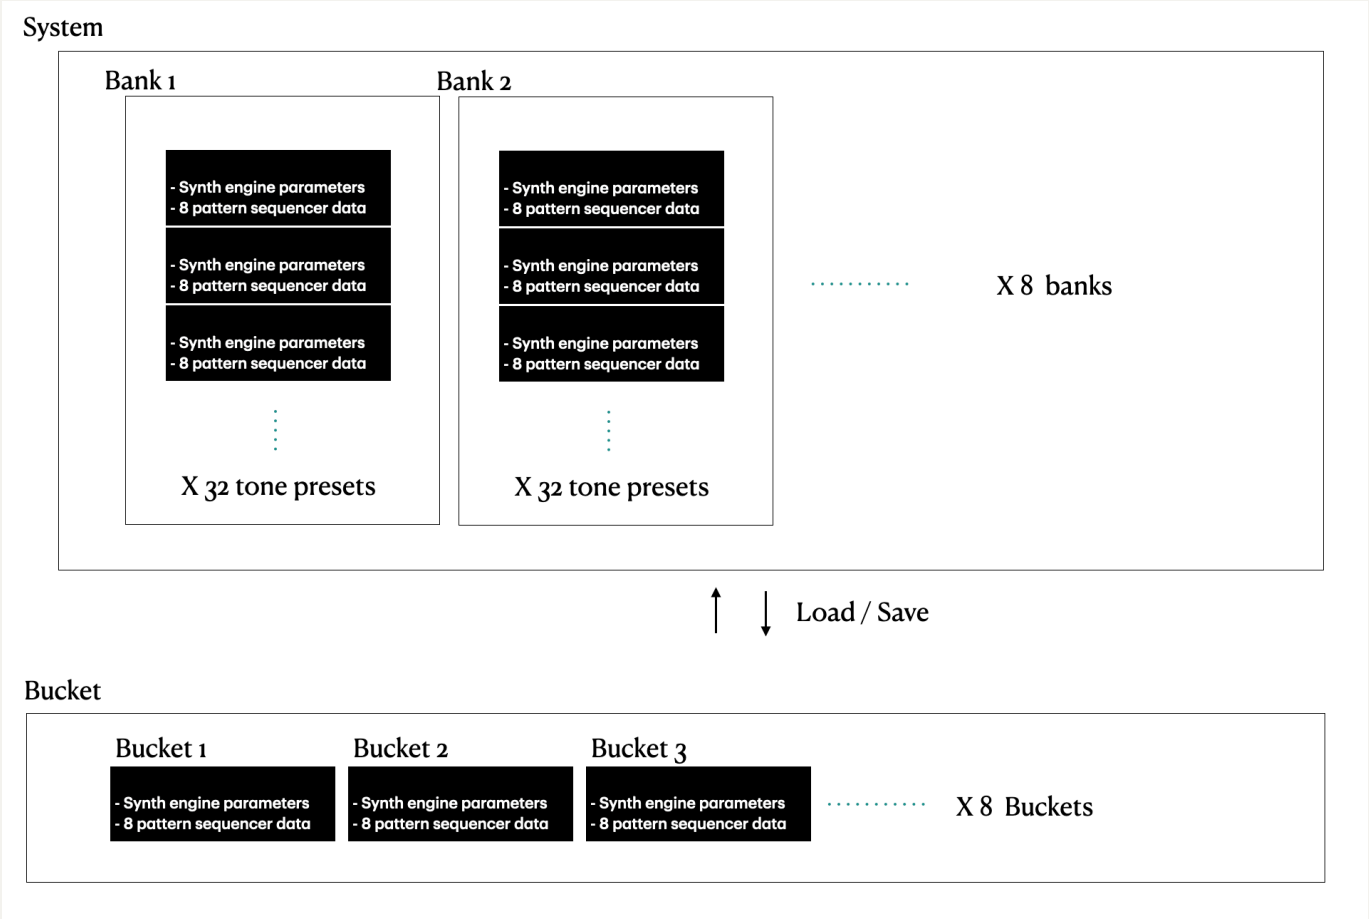 System
Bank 1
Bank 2
- Synth engine parameters
- 8 pattern sequencer data
- Synth engine parameters
- 8 pattern sequencer data
- Synth engine parameters
- 8 pattern sequencer data
X 32 tone presets
- Synth engine parameters
- 8 pattern sequencer data
- Synth engine parameters
- 8 pattern sequencer data
- Synth engine parameters
- 8 pattern sequencer data
X 32 tone presets
X 8 banks
Load / Save
Bucket
Bucket 1
- Synth engine parameters
- 8 pattern sequencer data
Bucket 2
- Synth engine parameters
- 8 pattern sequencer data
Bucket 3
- Synth engine parameters
- 8 pattern sequencer data
X 8 Buckets